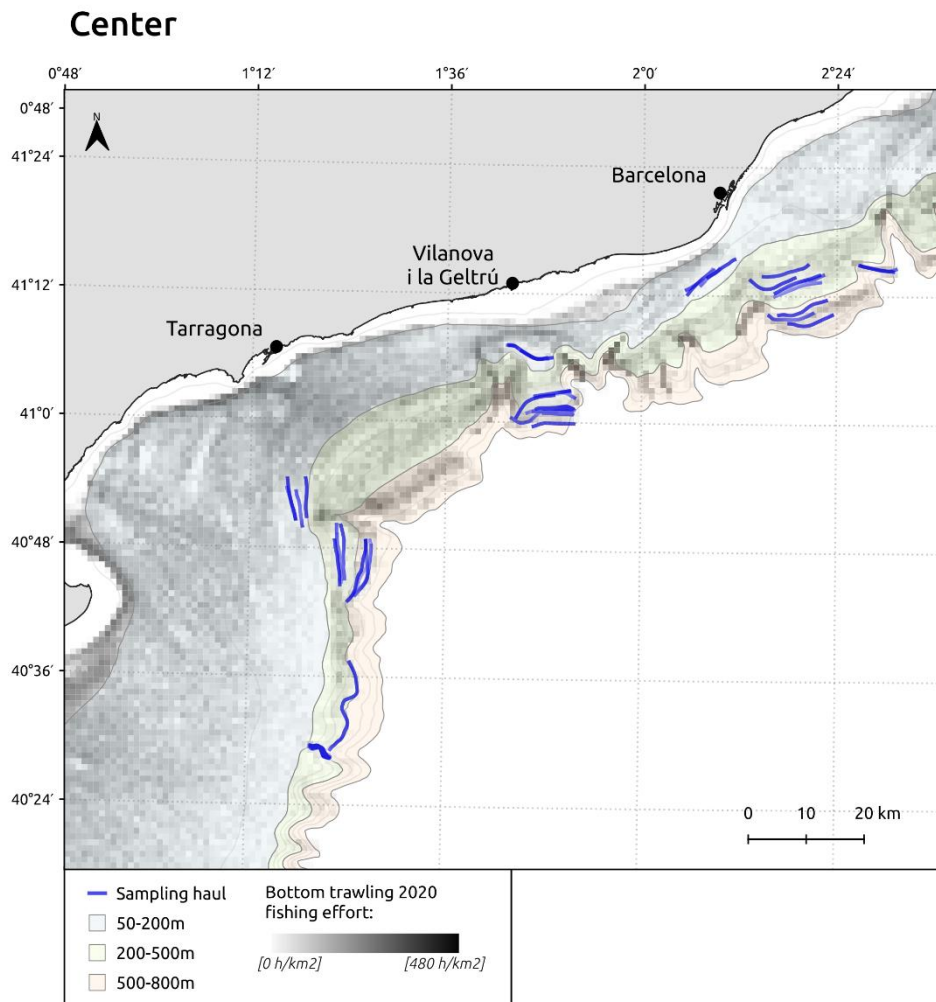 Center
0°48′ 1°12′ 1°36′ 2°0′ 2°24′
0°48′
N
41°24′
Barcelona
Vilanova
i la Geltrú
41°12′
Tarragona
41°0′
40°48′
40°36′
40°24′
0 10 20 km
Sampling haul
50-200m
200-500m
500-800m
Bottom trawling 2020
fishing effort:
[0 h/km2] [480 h/km2]